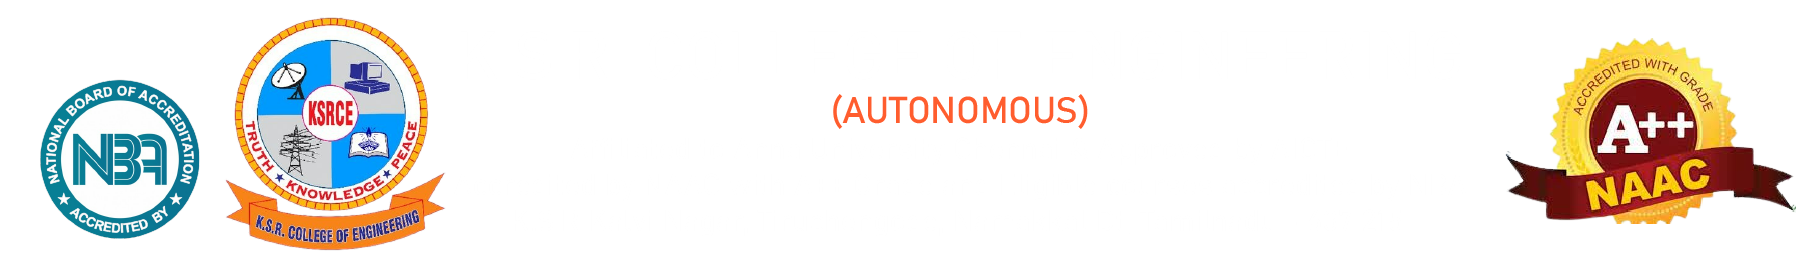 NATIONAL BOARD OF ACCREDITATION
NBA
ACCREDITED BY
KSRCE
TRUTH KNOWLEDGE PEACE
K.S.R. COLLEGE OF ENGINEERING
(AUTONOMOUS)
ACCREDITED WITH GRADE
A++
NAAC